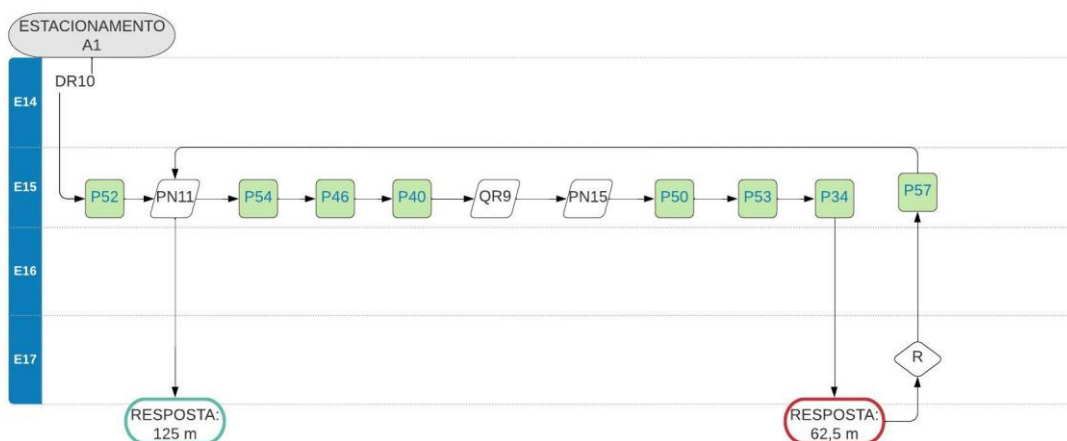 ESTACIONAMENTO
A1
DR10
E14
E15
P52
PN11
P54
P46
P40
QR9
PN15
P50
P53
P34
P57
E16
E17
R
RESPOSTA:
125 m
RESPOSTA:
62,5 m